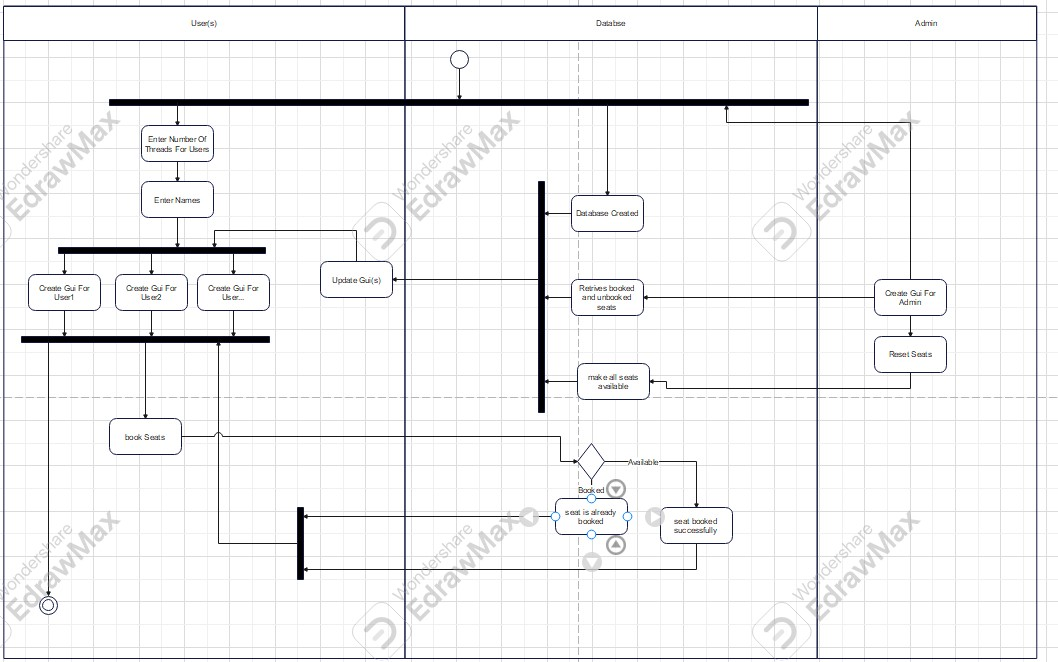 User(s)
Databse
Admin
Enter Number Of
Threads For Users
Enter Names
Database Created
Update Gui(s)
Create Gui For
User1
Create Gui For
User2
Create Gui For
User...
Retrives booked
and unbooked
seats
Create Gui For
Admin
Reset Seats
make all seats
available
book Seats
Available
Booked
seat is already
booked
seat booked
successfully
Wondershare
EdrawMax
Wondershare
EdrawMax
Wondershare
EdrawMax
Wondershare
EdrawMax
Wondershare
EdrawMax
Wondershare
EdrawMax